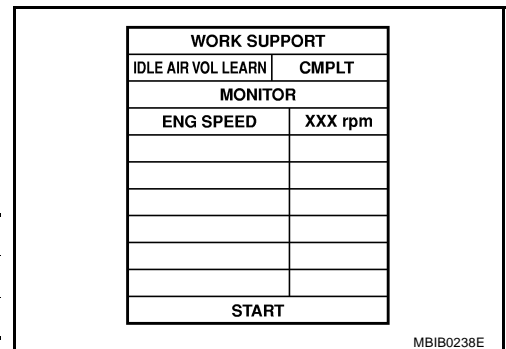 WORK SUPPORT
IDLE AIR VOL LEARN CMPLT
MONITOR
ENG SPEED XXX rpm
START
MBIB0238E